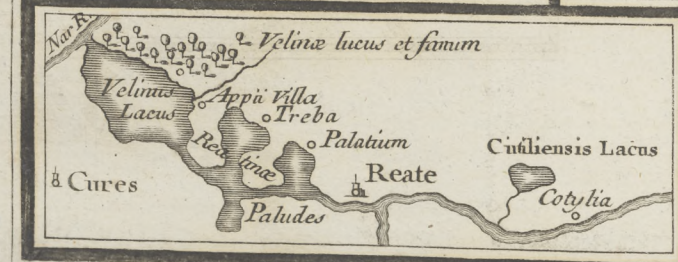 Nar R.
Velinæ lucus et fanum
Velinus
Lacus
Appii Villa
Treba
Reatinæ
Palatium
Cutiliensis Lacus
Cures
Reate
Cotylia
Paludes